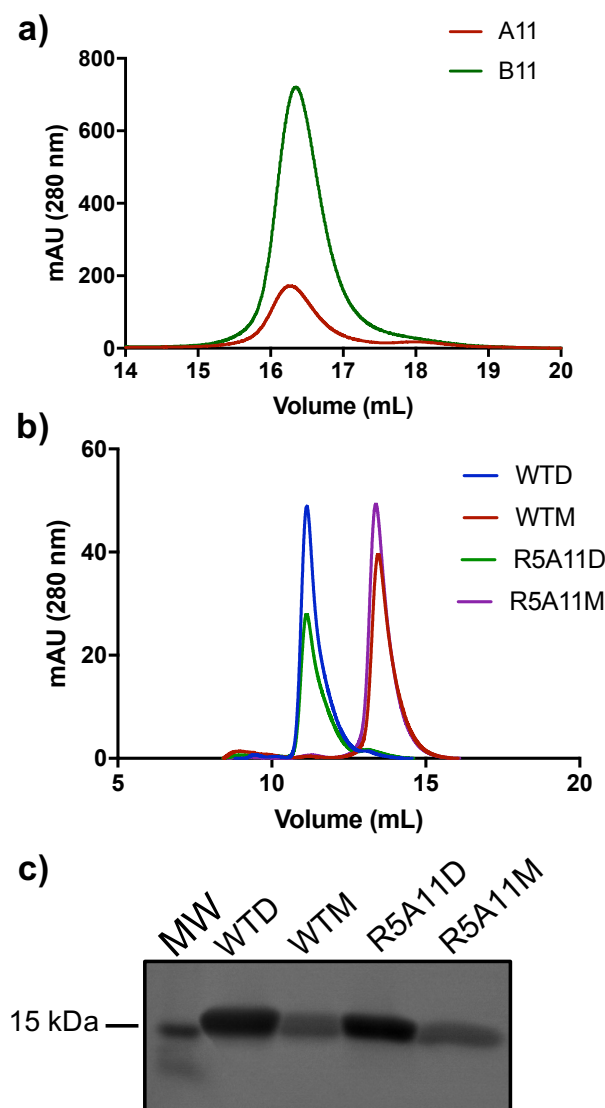 a)
A11
B11
mAU (280 nm)
800
600
400
200
0
14 15 16 17 18 19 20
Volume (mL)
b)
WTD
WTM
R5A11D
R5A11M
mAU (280 nm)
60
40
20
0
5 10 15 20
Volume (mL)
c)
MW WTD WTM R5A11D R5A11M
15 kDa